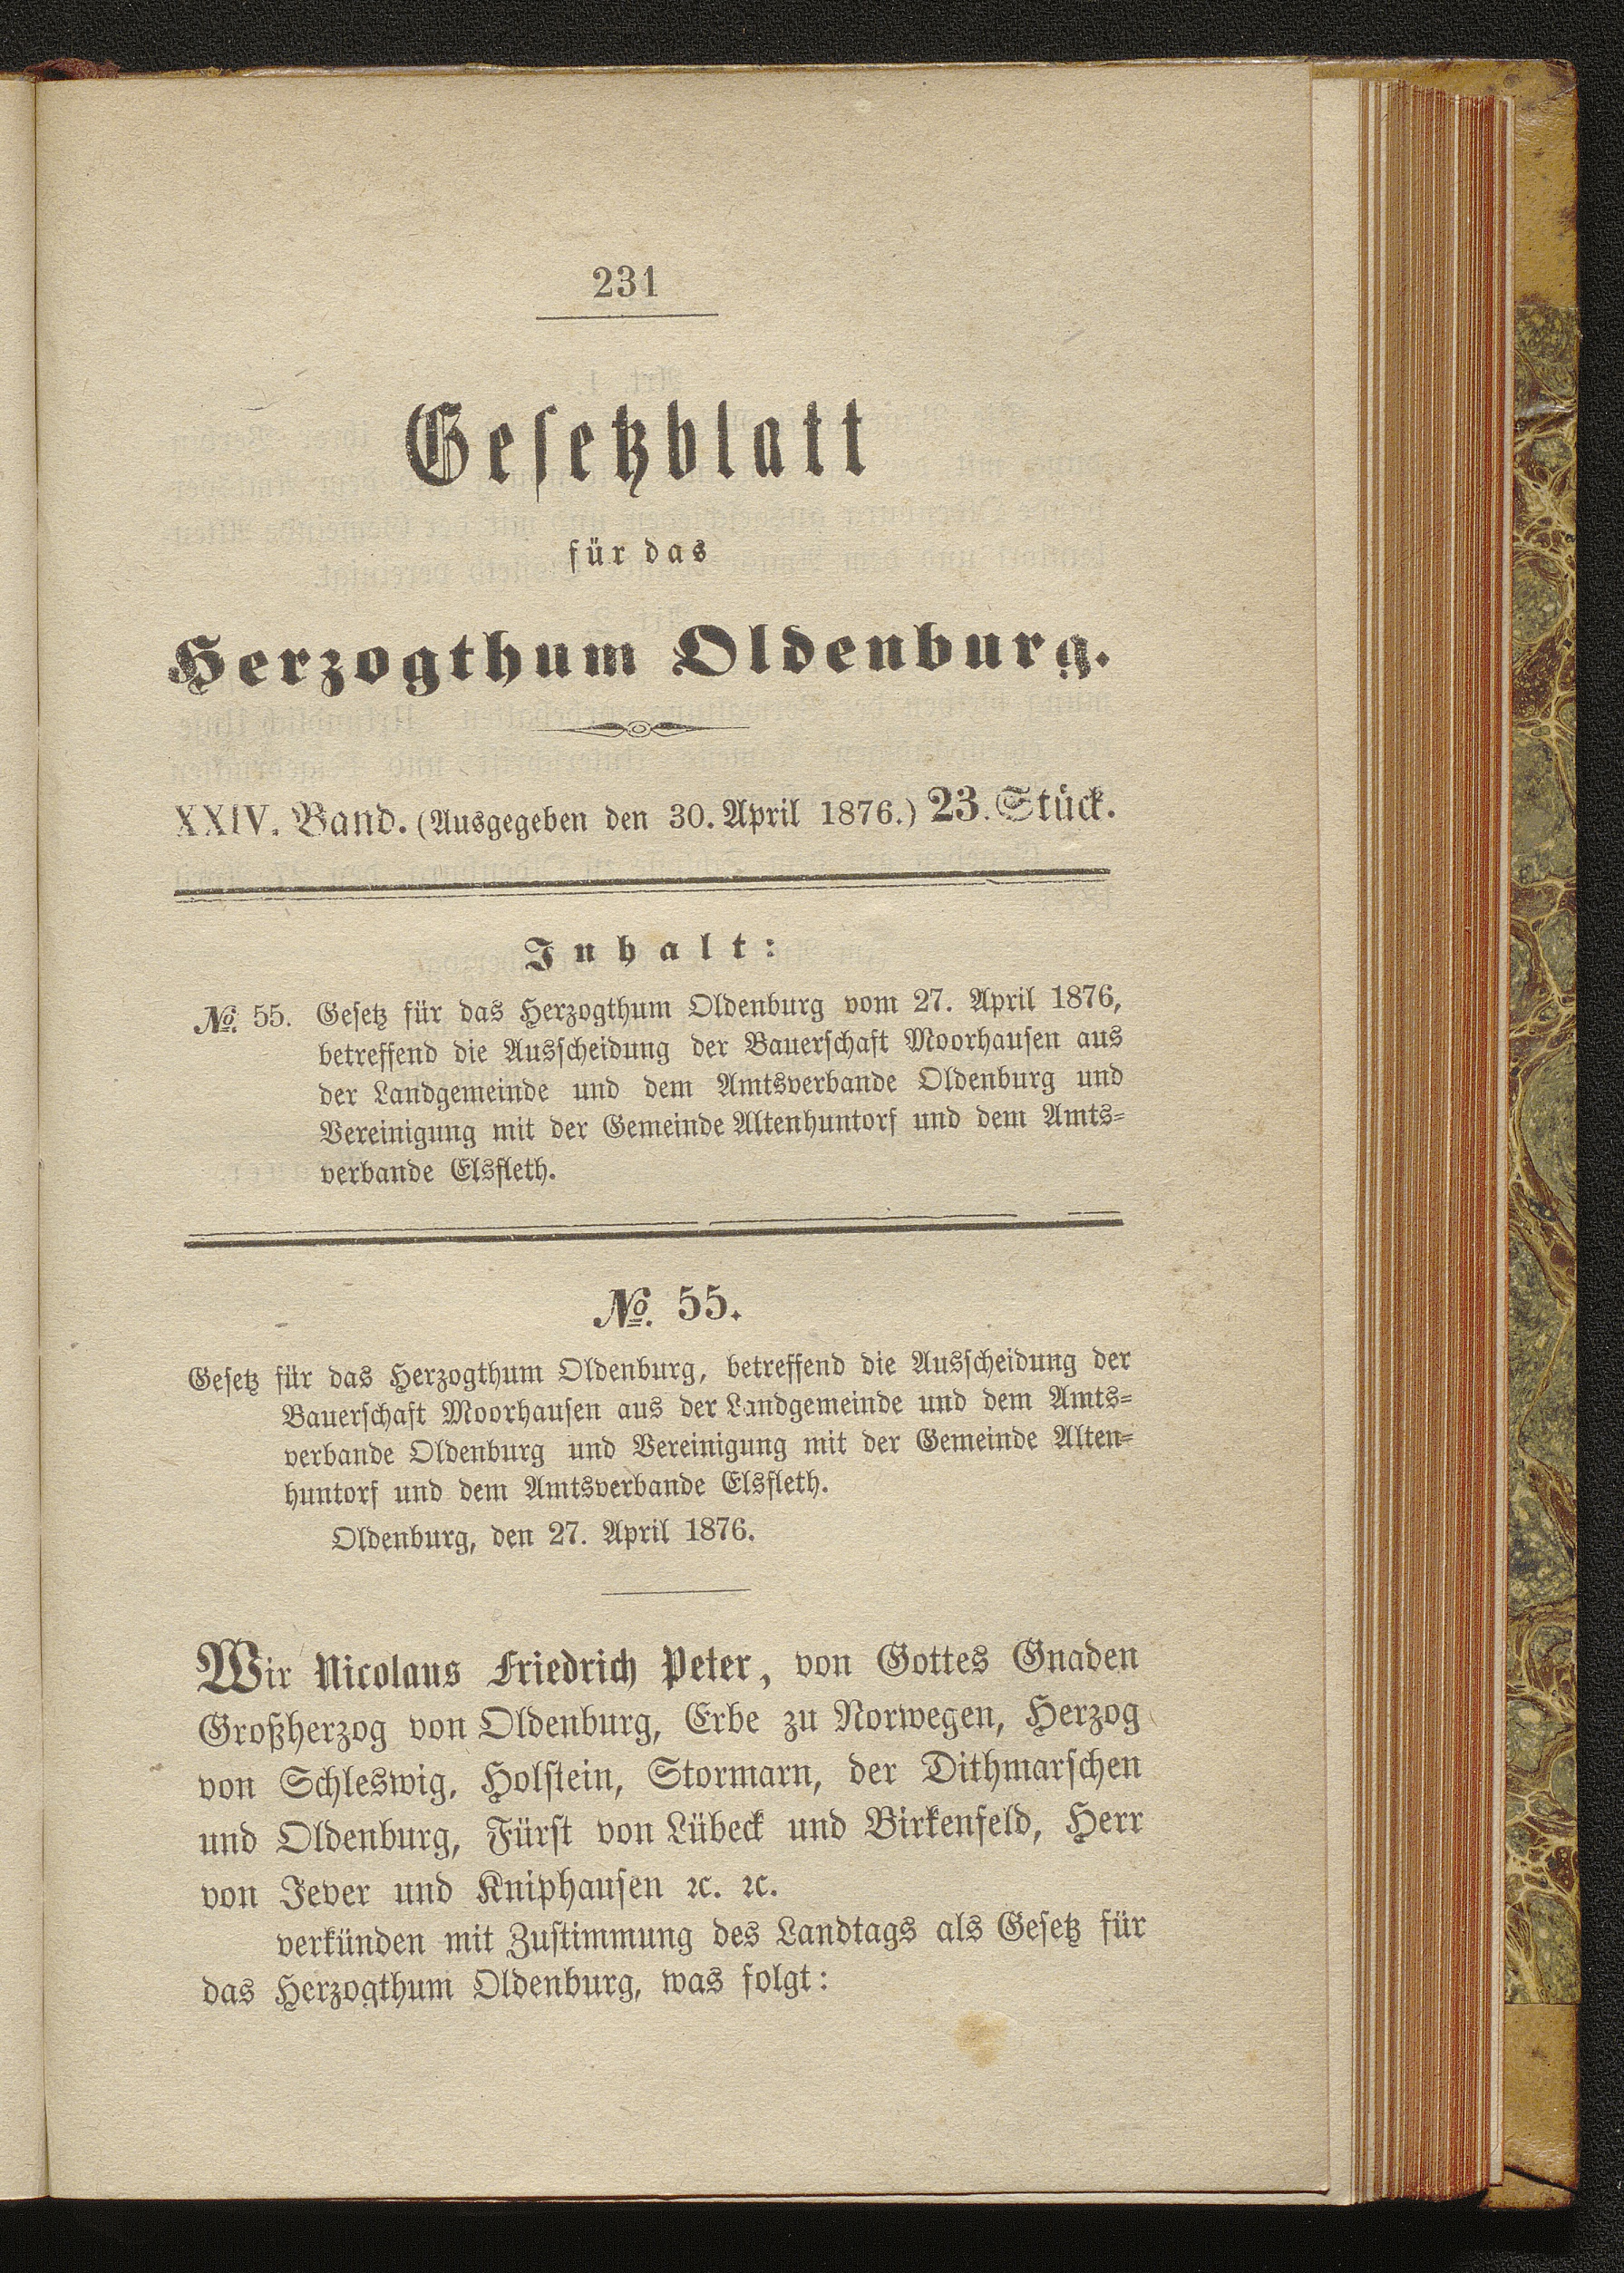 231
Gesetzblatt
für das
Herzogthum Oldenburg.
XXIV. Band. (Ausgegeben den 30. April 1876.) 23. Stück.
Inhalt:
№. 55. Gesetz für das Herzogthum Oldenburg vom 27. April 1876,
betreffend die Ausscheidung der Bauerschaft Moorhausen aus
der Landgemeinde und dem Amtsverbande Oldenburg und
Vereinigung mit der Gemeinde Altenhuntorf und dem Amts-
verbande Elsfleth.
№. 55.
Gesetz für das Herzogthum Oldenburg, betreffend die Ausscheidung der
Bauerschaft Moorhausen aus der Landgemeinde und dem Amts-
verbande Oldenburg und Vereinigung mit der Gemeinde Alten-
huntorf und dem Amtsverbande Elsfleth.
Oldenburg, den 27. April 1876.
Wir Nicolaus Friedrich Peter, von Gottes Gnaden
Großherzog von Oldenburg, Erbe zu Norwegen, Herzog
von Schleswig, Holstein, Stormarn, der Dithmarschen
und Oldenburg, Fürst von Lübeck und Birkenfeld, Herr
von Jever und Kniphausen ꝛc. ꝛc.
verkünden mit Zustimmung des Landtags als Gesetz für
das Herzogthum Oldenburg, was folgt: